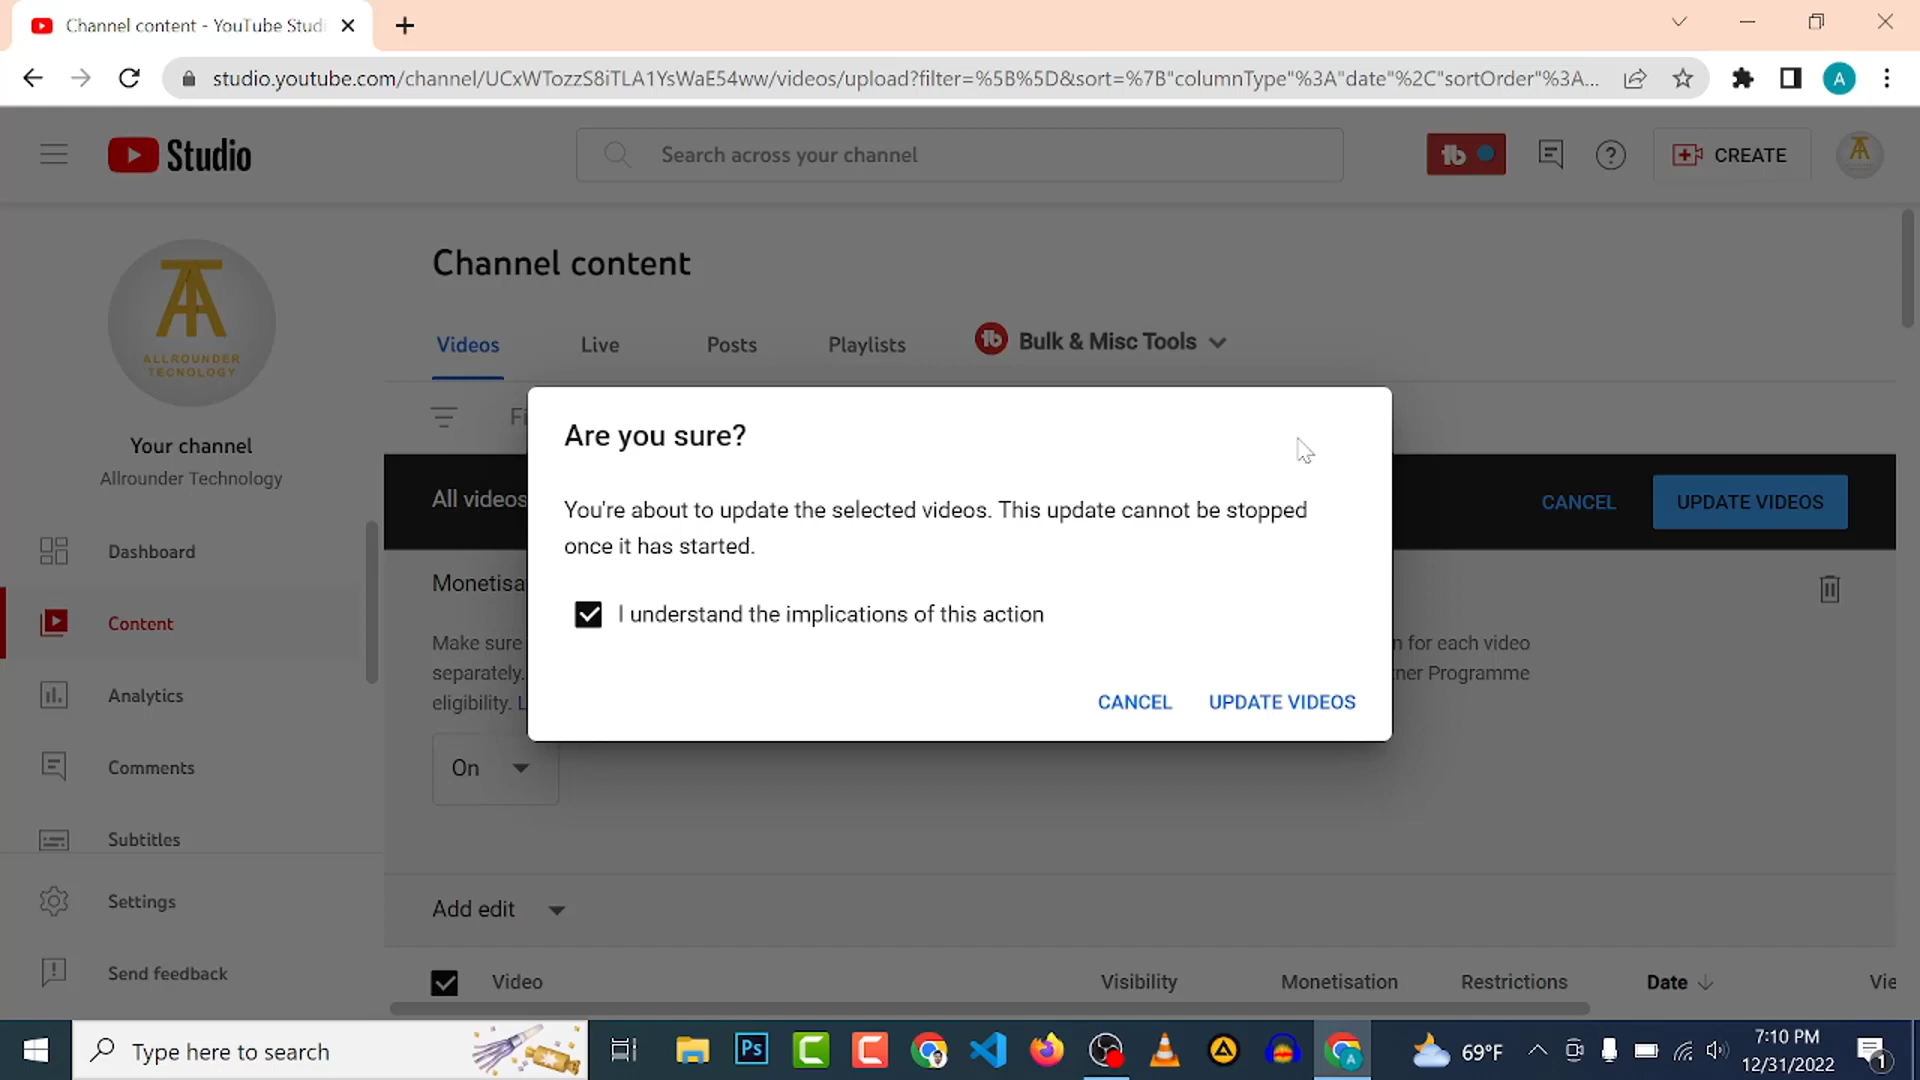 Channel content - YouTube Studi
studio.youtube.com/channel/UCxWTozzS8iTLA1YsWaE54ww/videos/upload?filter=%5B%5D&sort=%7B"columnType"%3A"date"%2C"sortOrder"%3A...
A
Studio
Search across your channel
CREATE
ALLROUNDER
TECNOLOGY
Your channel
Allrounder Technology
Dashboard
Content
Analytics
Comments
Subtitles
Settings
Send feedback
Channel content
Videos
Live
Posts
Playlists
Bulk & Misc Tools
Fi
All videos
CANCEL
UPDATE VIDEOS
Monetisa
Make sure
n for each video
separately.
ner Programme
eligibility. L
On
Are you sure?
You're about to update the selected videos. This update cannot be stopped
once it has started.
I understand the implications of this action
CANCEL
UPDATE VIDEOS
Add edit
Video
Visibility
Monetisation
Restrictions
Date
Vie
Type here to search
Ps
69°F
7:10 PM
12/31/2022
1